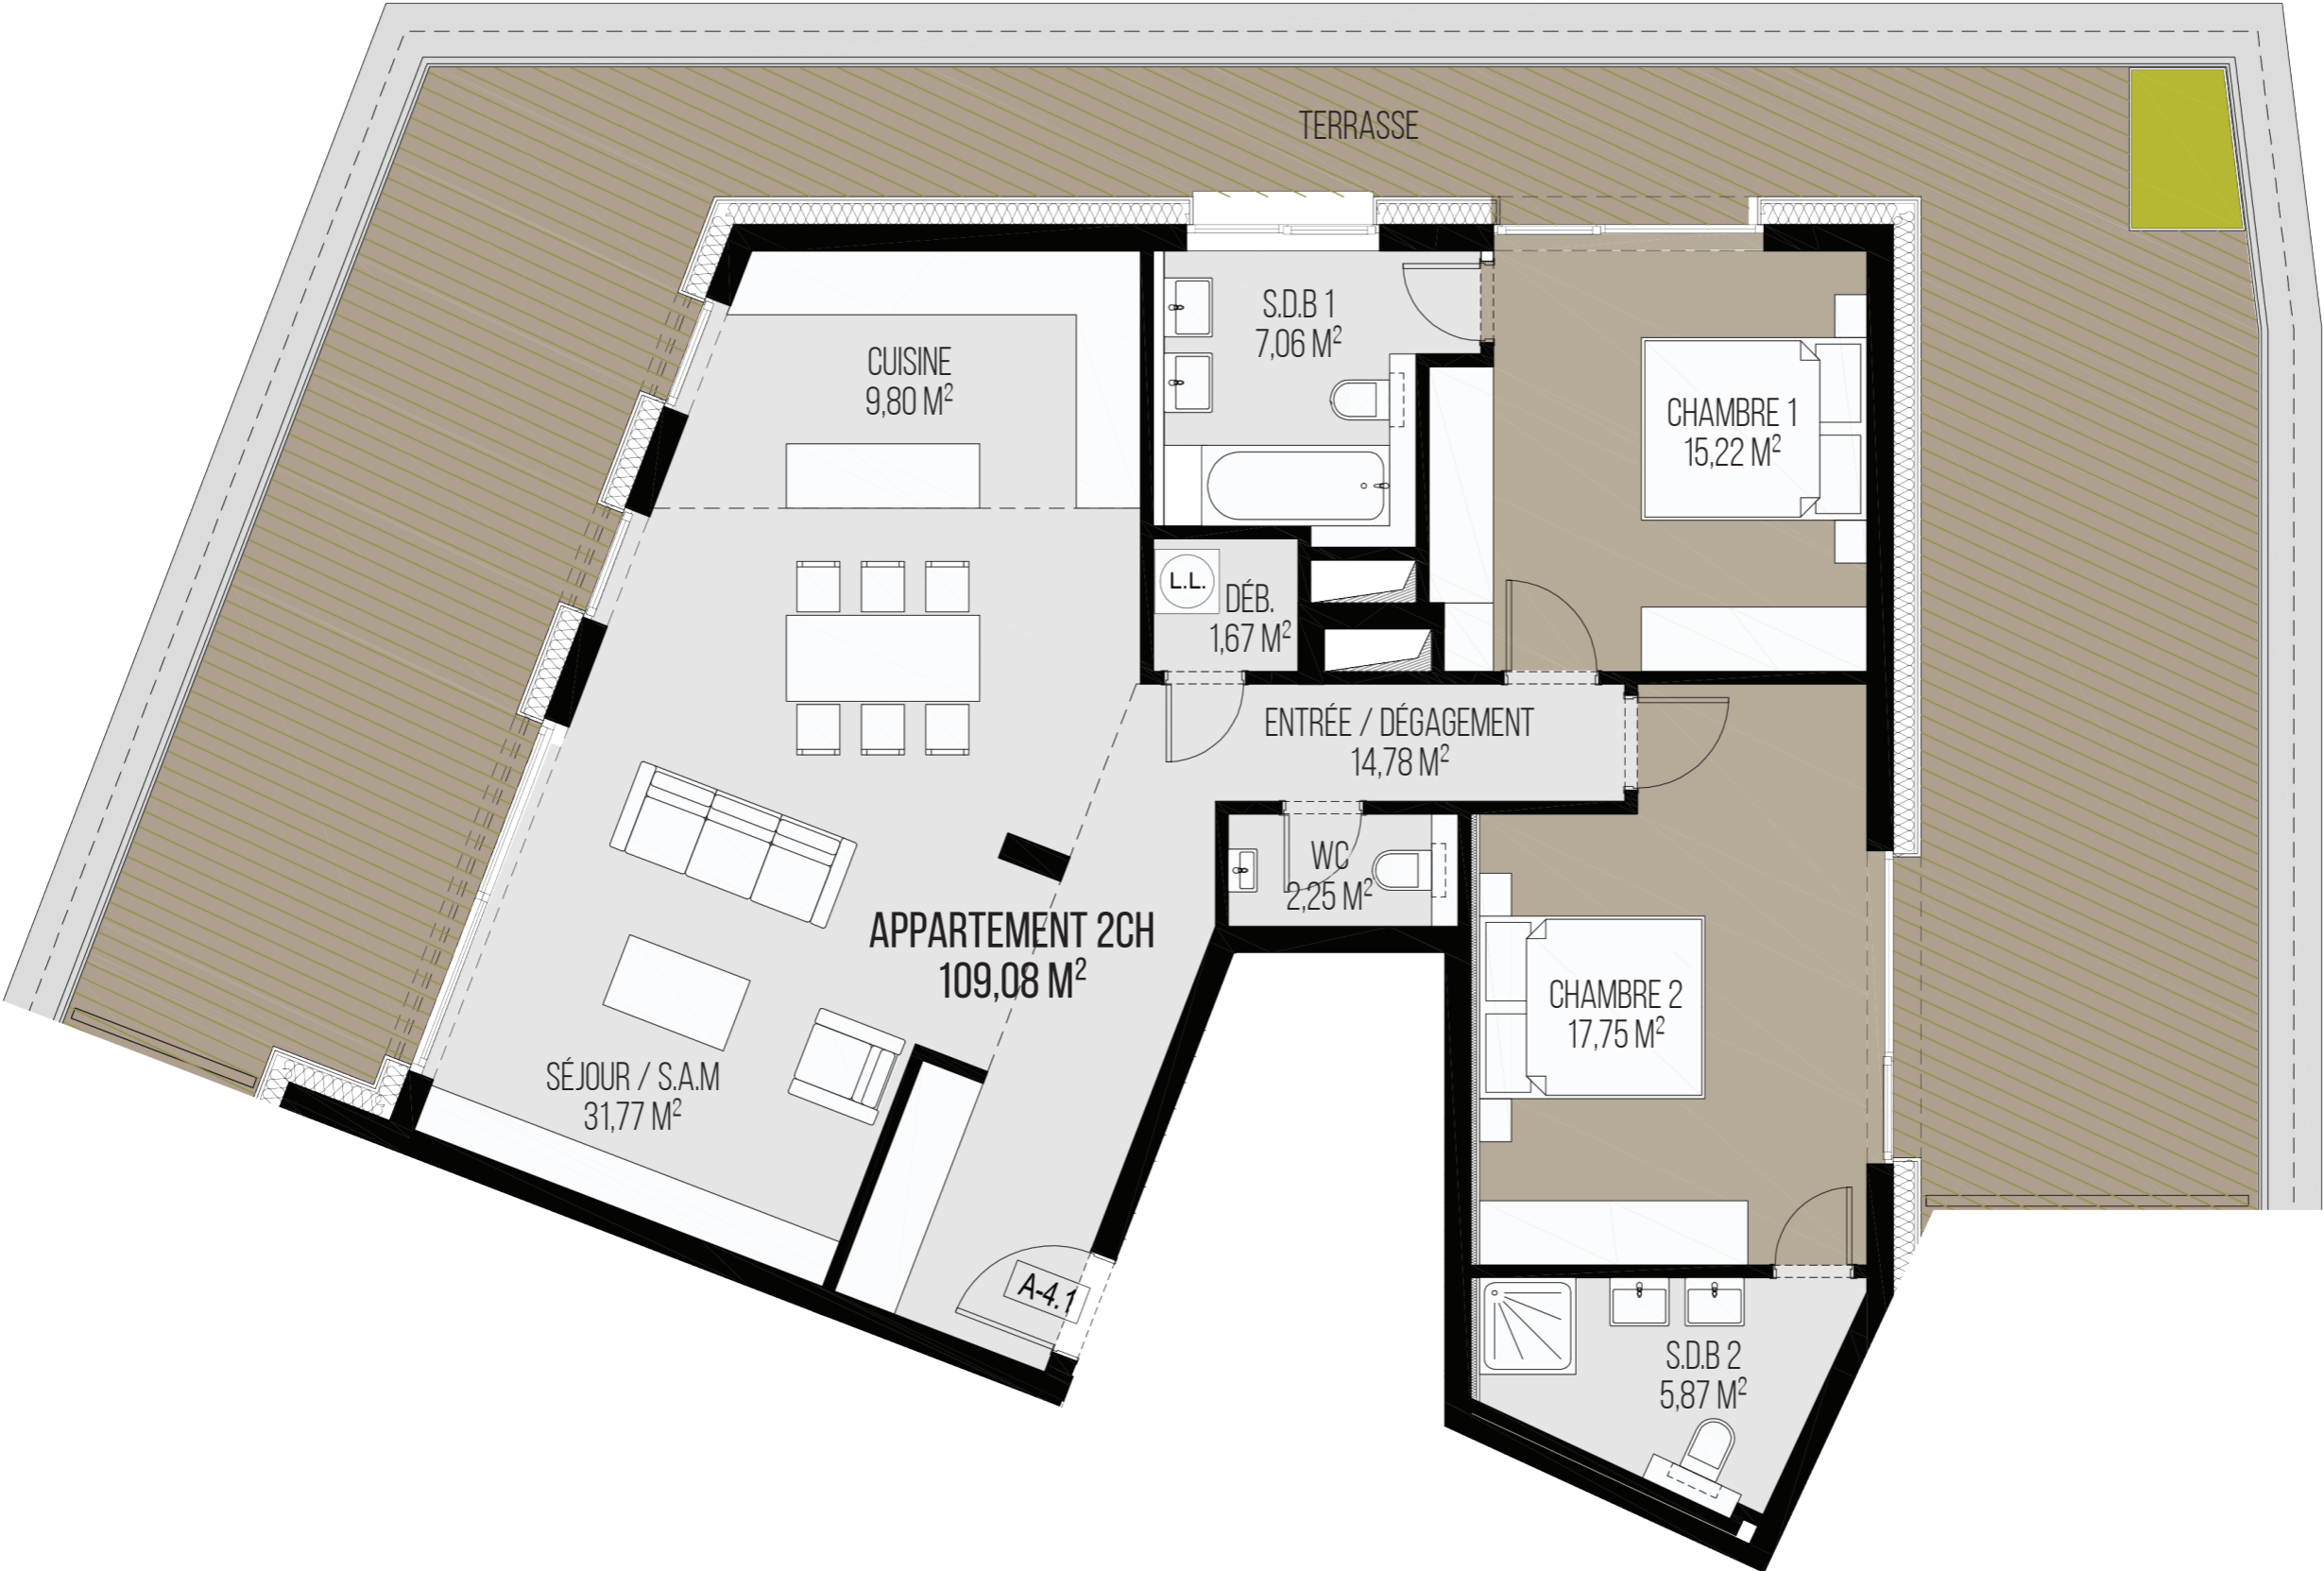 TERRASSE
S.D.B 1
7,06 M²
CUISINE
9,80 M²
CHAMBRE 1
15,22 M²
L.L.
DÉB.
1,67 M²
ENTRÉE / DÉGAGEMENT
14,78 M²
WC
2,25 M²
APPARTEMENT 2CH
109,08 M²
CHAMBRE 2
17,75 M²
SÉJOUR / S.A.M
31,77 M²
A-4.1
S.D.B 2
5,87 M²